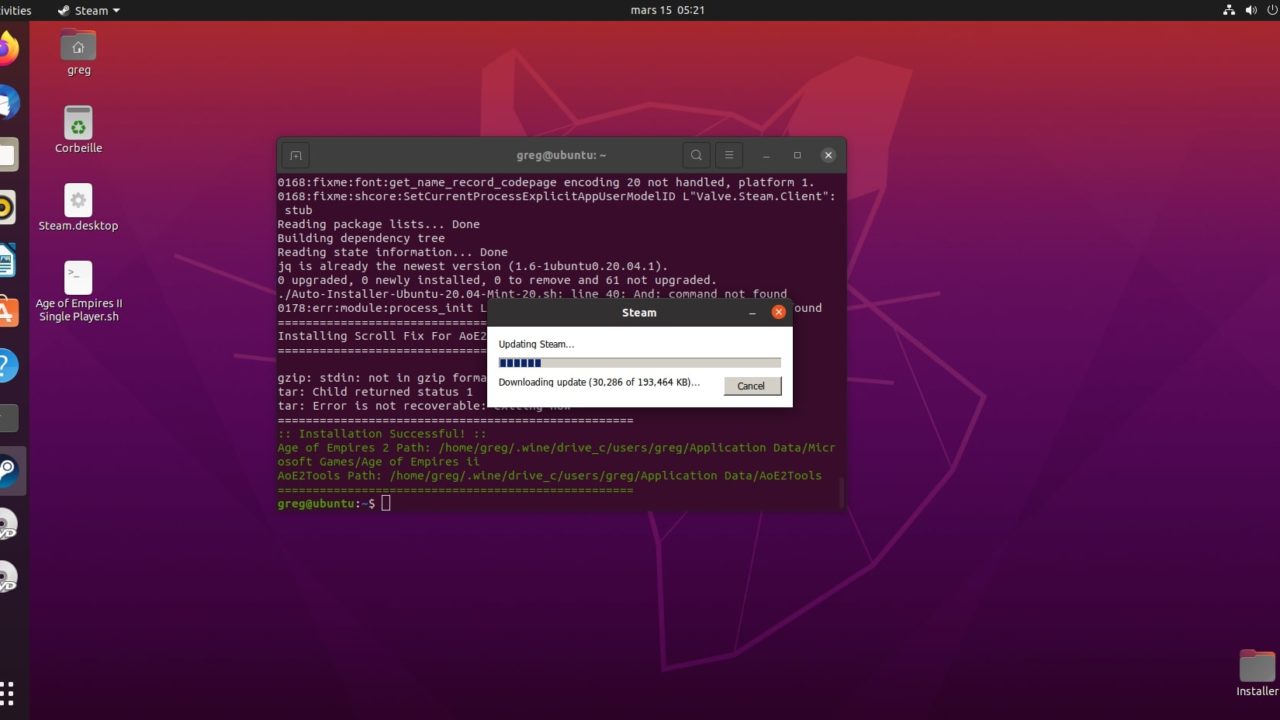 ivities
Steam
mars 15 05:21
greg
Corbeille
Steam.desktop
Age of Empires II
Single Player.sh
greg@ubuntu: ~
0168:fixme:font:get_name_record_codepage encoding 20 not handled, platform 1.
0168:fixme:shcore:SetCurrentProcessExplicitAppUserModelID L"Valve.Steam.Client":
stub
Reading package lists... Done
Building dependency tree
Reading state information... Done
jq is already the newest version (1.6-1ubuntu0.20.04.1).
0 upgraded, 0 newly installed, 0 to remove and 61 not upgraded.
./Auto-Installer-Ubuntu-20.04-Mint-20.sh: line 40: And: command not found
0178:err:module:process_init L ound
==============================
Installing Scroll Fix For AoE2
==============================
gzip: stdin: not in gzip forma
tar: Child returned status 1
tar: Error is not recoverable: exiting now
===================================================
:: Installation Successful! ::
Age of Empires 2 Path: /home/greg/.wine/drive_c/users/greg/Application Data/Micr
osoft Games/Age of Empires ii
AoE2Tools Path: /home/greg/.wine/drive_c/users/greg/Application Data/AoE2Tools
===================================================
greg@ubuntu:~$
Steam
Updating Steam...
Downloading update (30,286 of 193,464 KB)...
Cancel
Installer